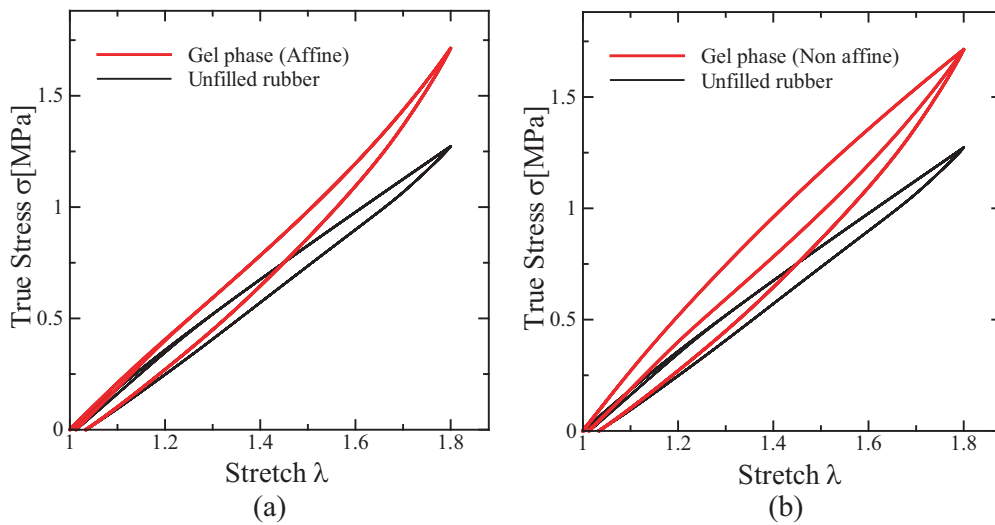 Gel phase (Affine)
Unfilled rubber
True Stress σ[MPa]
1.5
1
0.5
0
1
1.2
1.4
1.6
1.8
Stretch λ
(a)
Gel phase (Non affine)
Unfilled rubber
True Stress σ[MPa]
1.5
1
0.5
0
1
1.2
1.4
1.6
1.8
Stretch λ
(b)